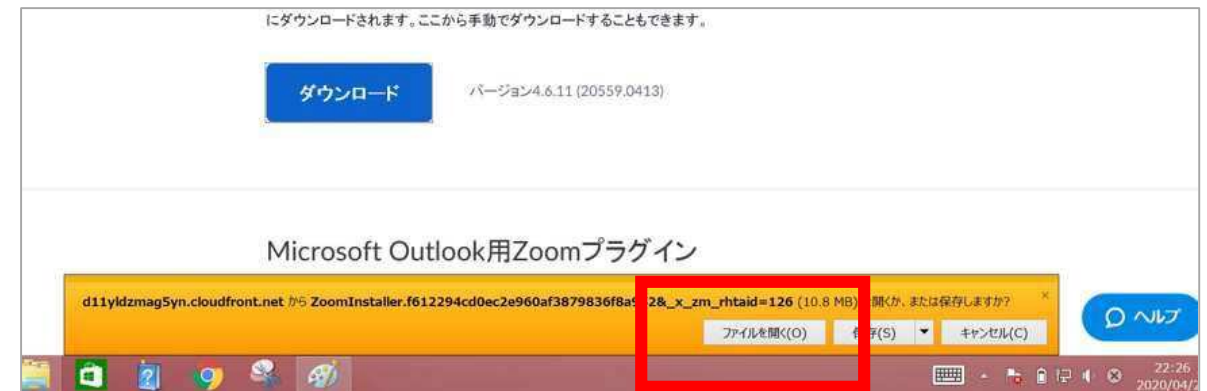 にダウンロードされます。ここから手動でダウンロードすることもできます。
ダウンロード
バージョン4.6.11 (20559.0413)
Microsoft Outlook用Zoomプラグイン
d11yldzmag5yn.cloudfront.net から ZoomInstaller.f612294cd0ec2e960af3879836f8a9 2&_x_zm_rhtaid=126 (10.8 MB) 開くか、または保存しますか? ×
ファイルを開く(O)
存(S)
キャンセル(C)
ヘルプ
22:26
2020/04/2